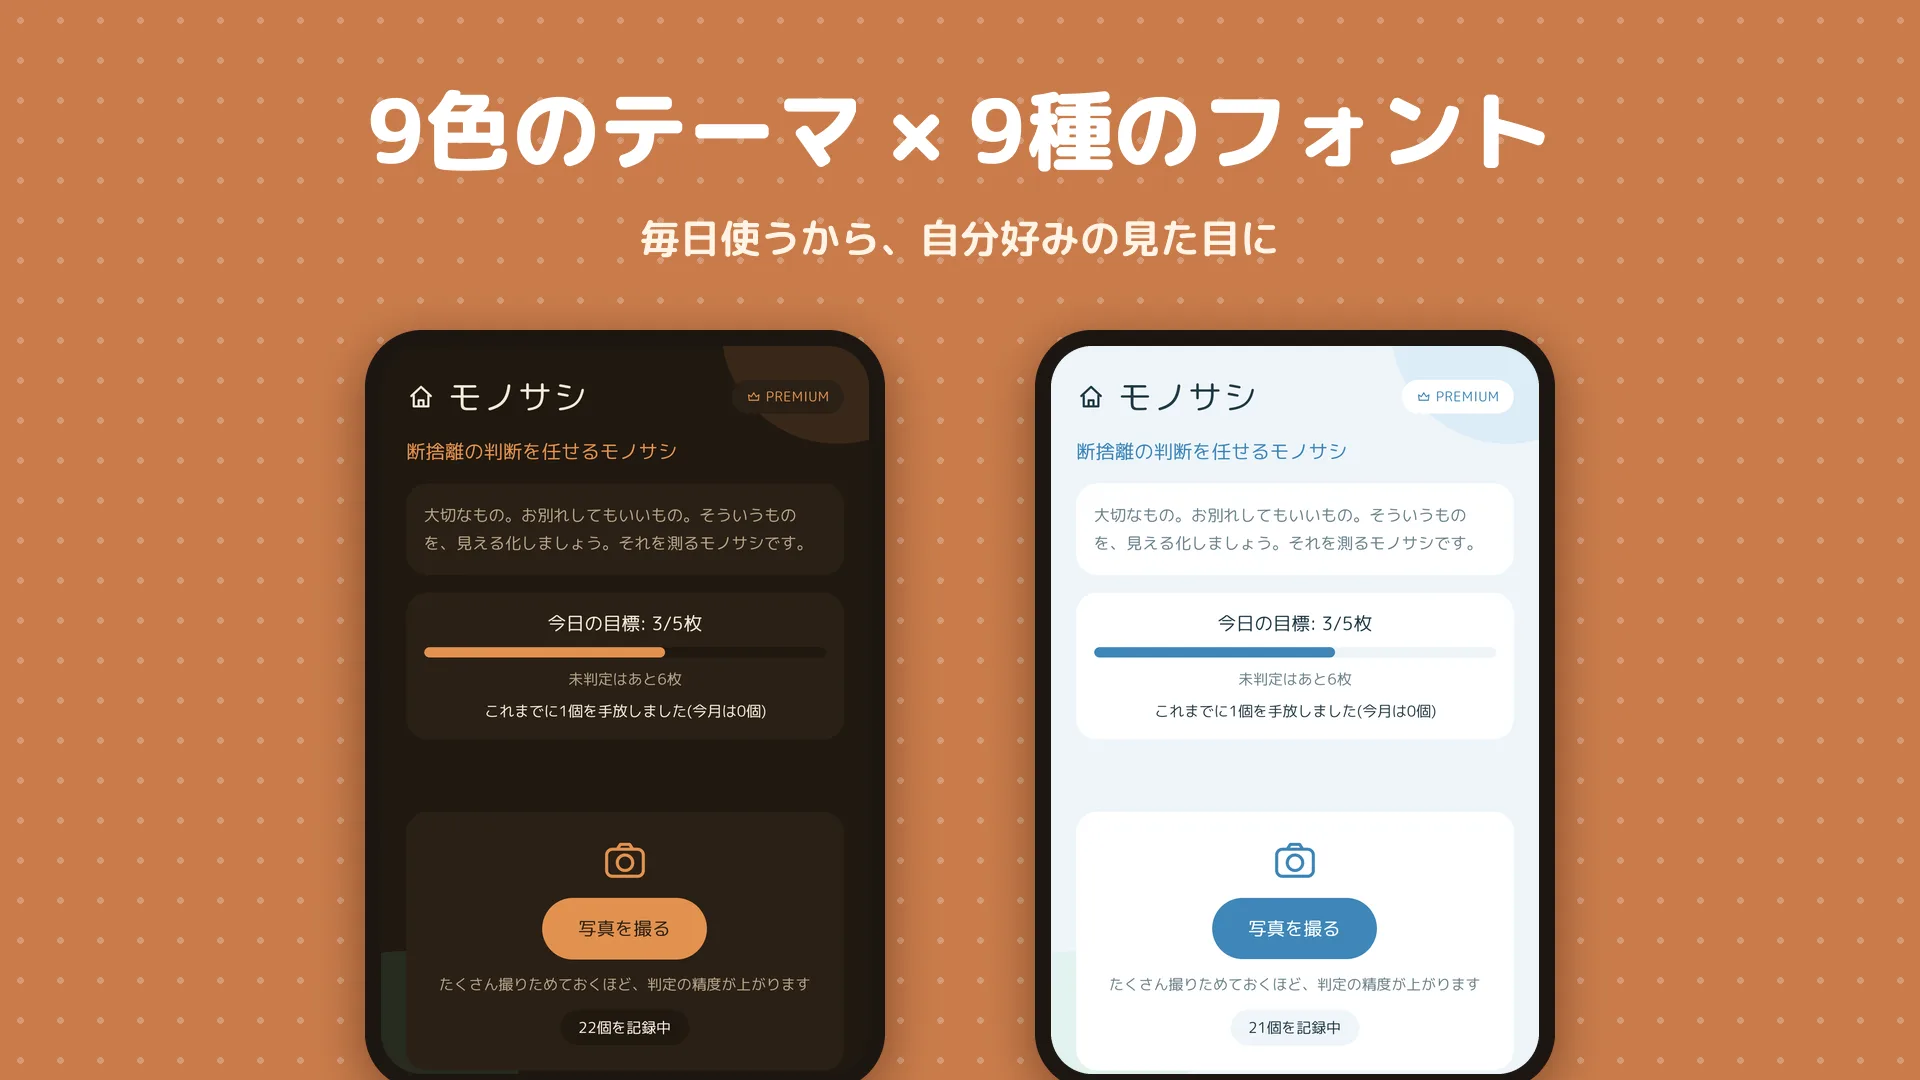 9色のテーマ × 9種のフォント
毎日使うから、自分好みの見た目に
モノサシ
PREMIUM
断捨離の判断を任せるモノサシ
大切なもの。お別れしてもいいもの。そういうもの
を、見える化しましょう。それを測るモノサシです。
今日の目標: 3/5枚
未判定はあと6枚
これまでに1個を手放しました(今月は0個)
写真を撮る
たくさん撮りためておくほど、判定の精度が上がります
22個を記録中
モノサシ
PREMIUM
断捨離の判断を任せるモノサシ
大切なもの。お別れしてもいいもの。そういうもの
を、見える化しましょう。それを測るモノサシです。
今日の目標: 3/5枚
未判定はあと6枚
これまでに1個を手放しました(今月は0個)
写真を撮る
たくさん撮りためておくほど、判定の精度が上がります
21個を記録中